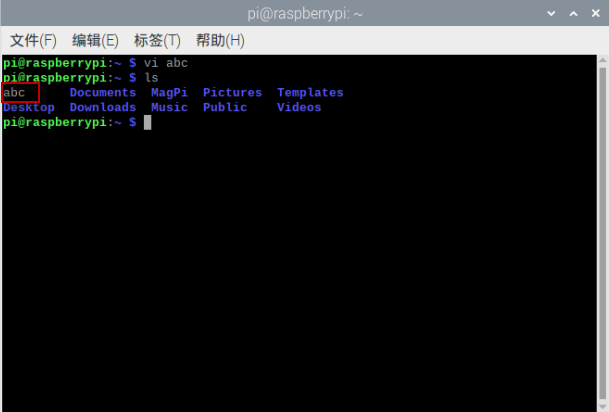 pi@raspberrypi: ~
文件(F) 编辑(E) 标签(T) 帮助(H)
pi@raspberrypi:~ $ vi abc
pi@raspberrypi:~ $ ls
abc Documents MagPi Pictures Templates
Desktop Downloads Music Public Videos
pi@raspberrypi:~ $